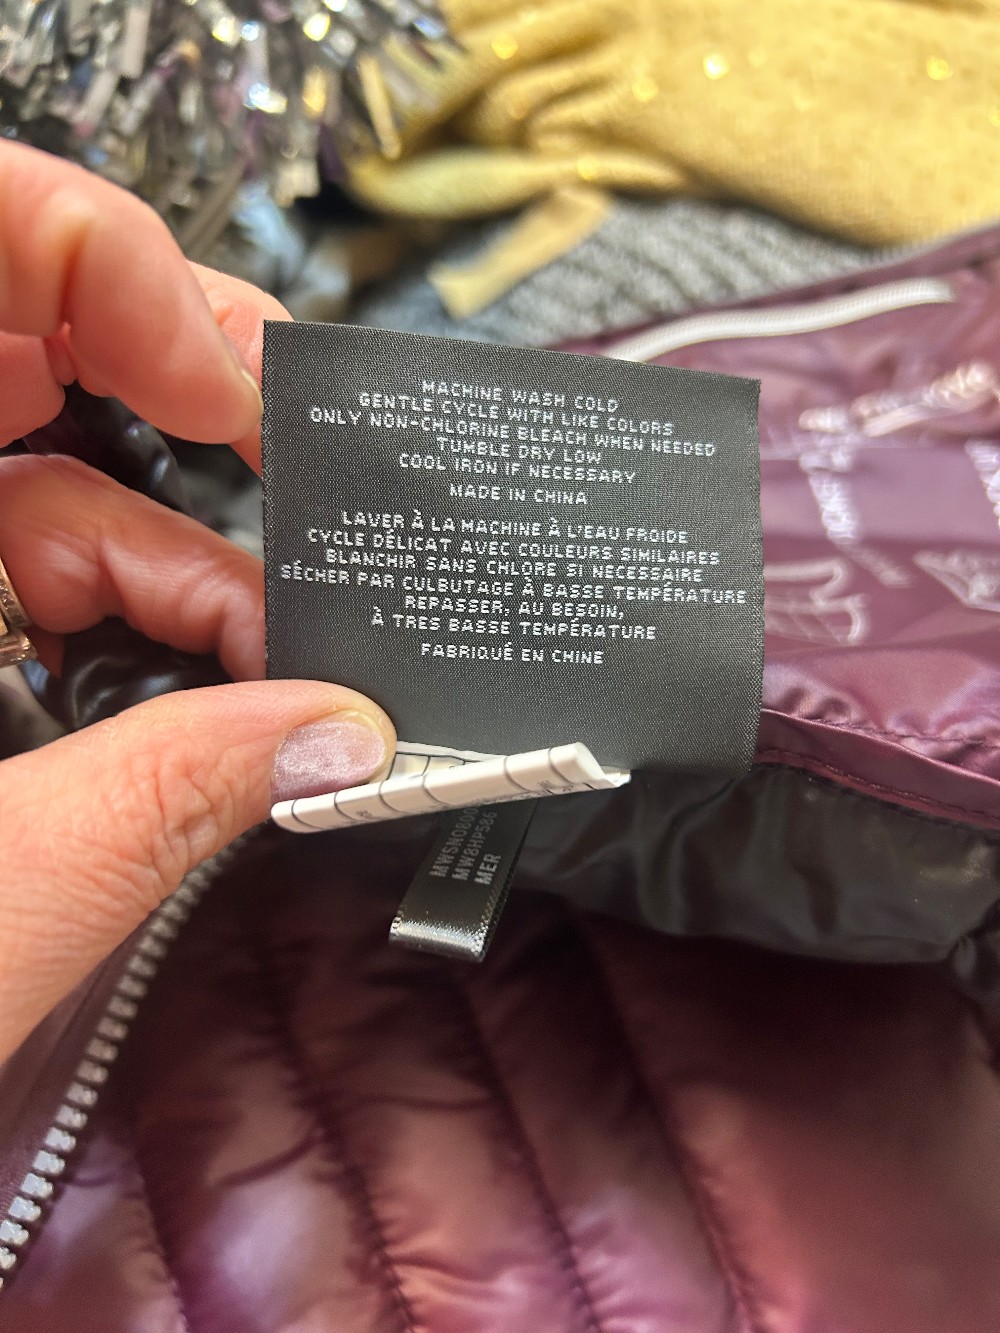 MACHINE WASH COLD
GENTLE CYCLE WITH LIKE COLORS
ONLY NON-CHLORINE BLEACH WHEN NEEDED
TUMBLE DRY LOW
COOL IRON IF NECESSARY
MADE IN CHINA
LAVER À LA MACHINE À L'EAU FROIDE
CYCLE DÉLICAT AVEC COULEURS SIMILAIRES
BLANCHIR SANS CHLORE SI NECESSAIRE
SÉCHER PAR CULBUTAGE À BASSE TEMPÉRATURE
REPASSER, AU BESOIN,
À TRES BASSE TEMPÉRATURE
FABRIQUÉ EN CHINE
MW8HP586
MER